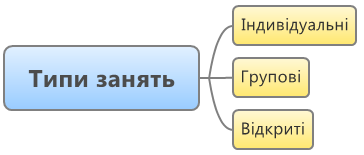 Типи занять
Індивідуальні
Групові
Відкриті